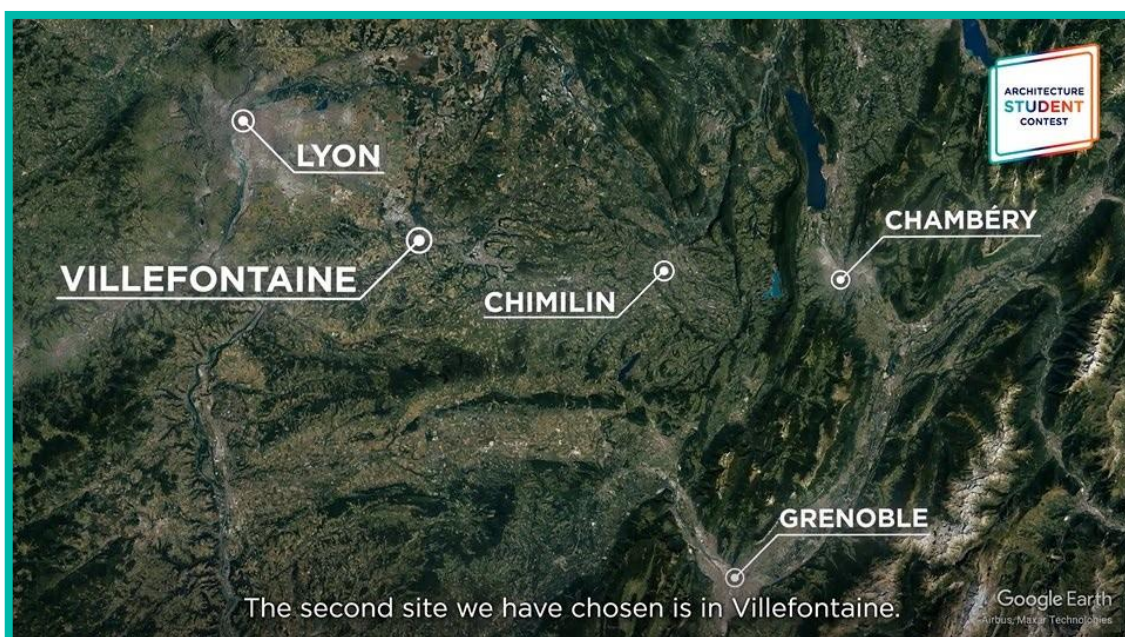 ARCHITECTURE
STUDENT
CONTEST
LYON
CHAMBÉRY
VILLEFONTAINE
CHIMILIN
GRENOBLE
The second site we have chosen is in Villefontaine.
Google Earth
Airbus, Maxar Technologies